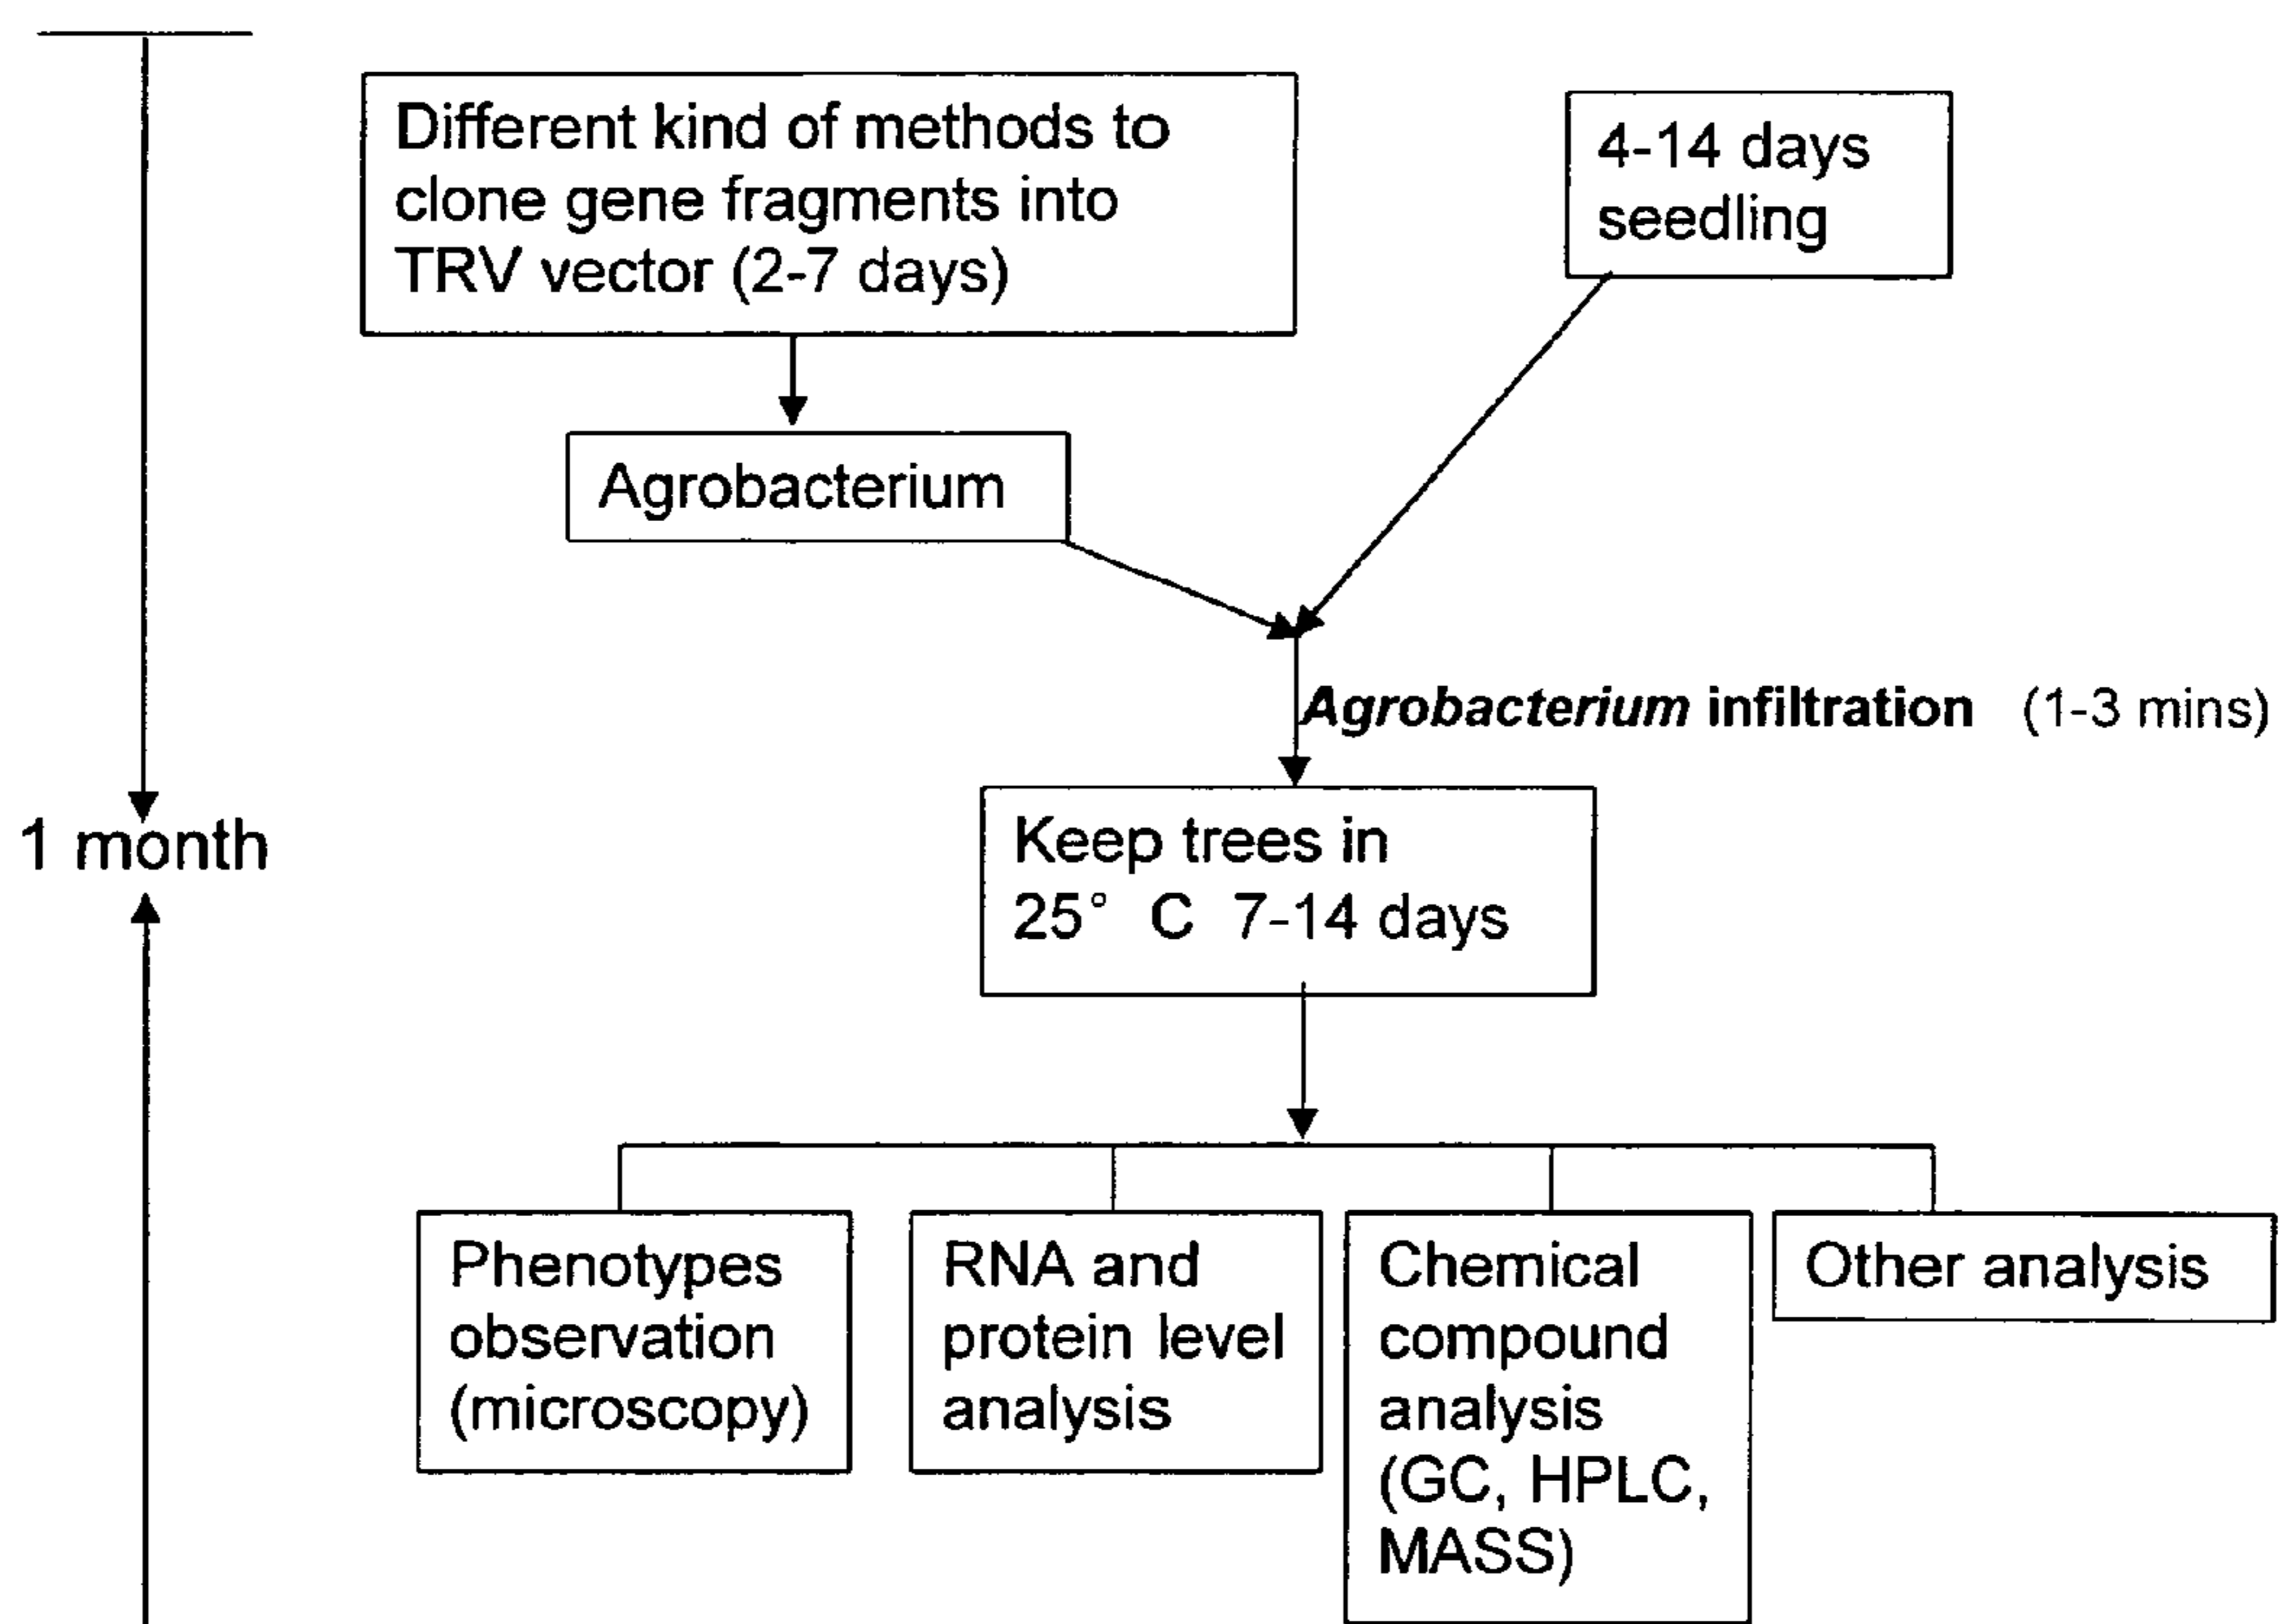 Different kind of methods to
clone gene fragments into
TRV vector (2-7 days)
4-14 days
seedling
Agrobacterium
Agrobacterium infiltration (1-3 mins)
1 month
Keep trees in
25° C 7-14 days
Phenotypes
observation
(microscopy)
RNA and
protein level
analysis
Chemical
compound
analysis
(GC, HPLC,
MASS)
Other analysis